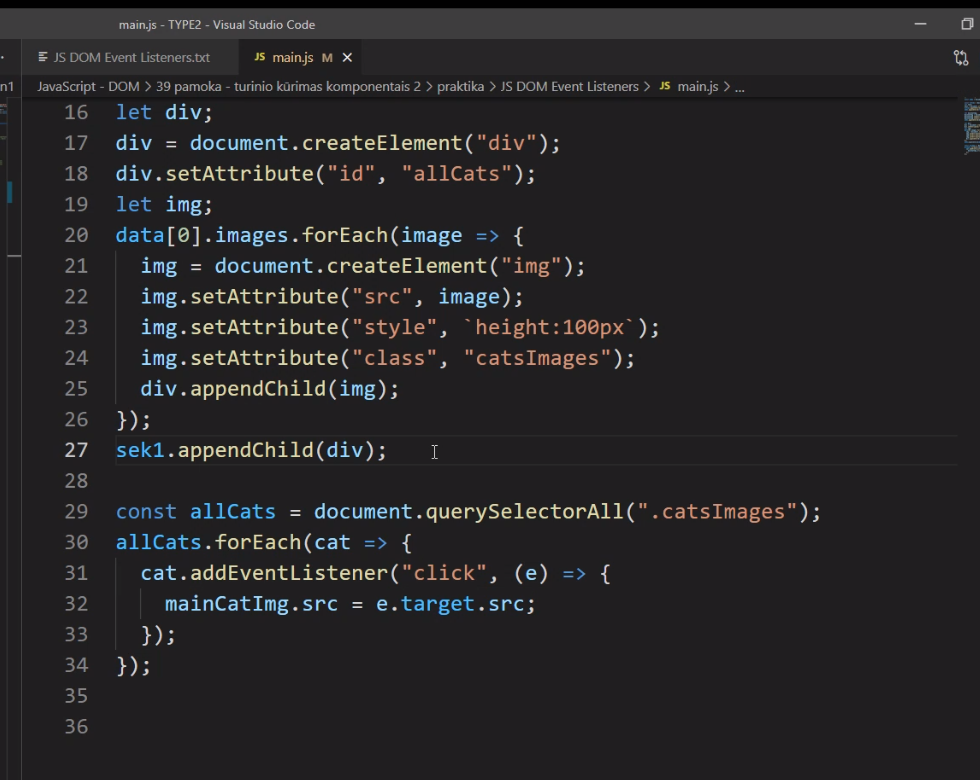 main.js - TYPE2 - Visual Studio Code
JS DOM Event Listeners.txt
JS main.js M
n1 JavaScript - DOM > 39 pamoka - turinio kūrimas komponentais 2 > praktika > JS DOM Event Listeners > JS main.js > ...
16 let div;
17 div = document.createElement("div");
18 div.setAttribute("id", "allCats");
19 let img;
20 data[0].images.forEach(image => {
21 img = document.createElement("img");
22 img.setAttribute("src", image);
23 img.setAttribute("style", `height:100px`);
24 img.setAttribute("class", "catsImages");
25 div.appendChild(img);
26 });
27 sek1.appendChild(div);
28
29 const allCats = document.querySelectorAll(".catsImages");
30 allCats.forEach(cat => {
31 cat.addEventListener("click", (e) => {
32 mainCatImg.src = e.target.src;
33 });
34 });
35
36